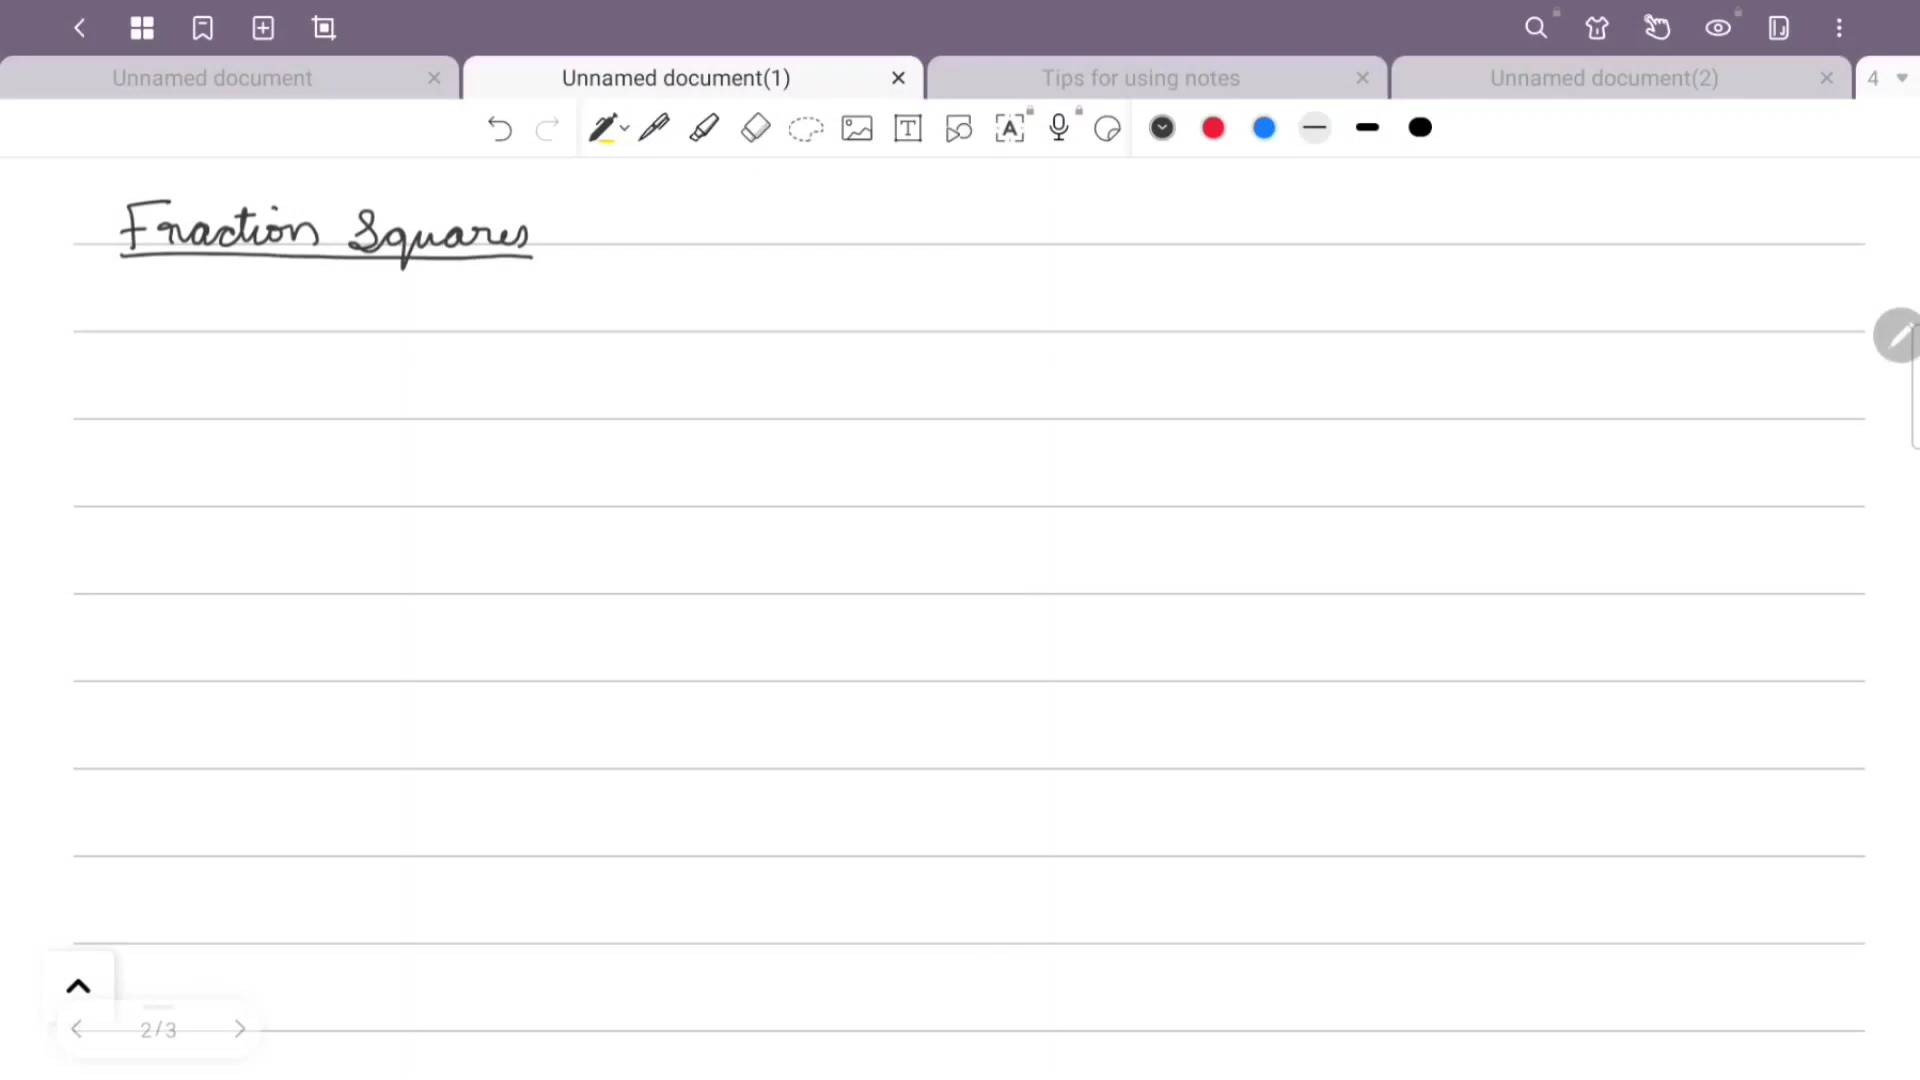 Unnamed document
Unnamed document(1)
Tips for using notes
Unnamed document(2)
4
Fraction Squares
2/3